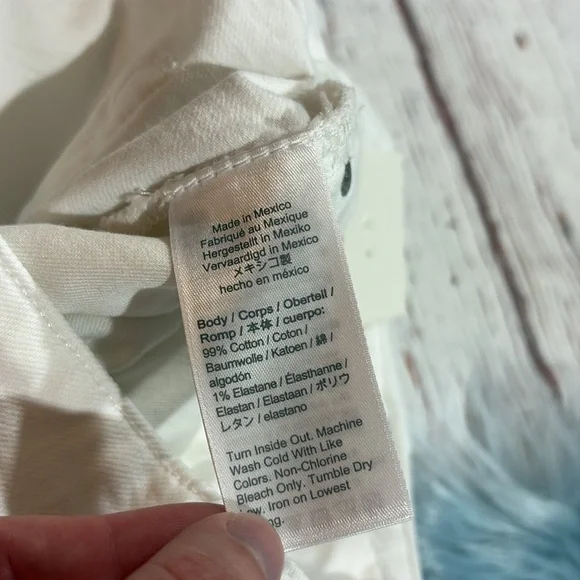 Made in Mexico
Fabriqué au Mexique
Hergestellt in Mexiko
Vervaardigd in Mexico
メキシコ製
hecho en méxico
Body / Corps / Oberteil /
Romp / 本体 / cuerpo:
99% Cotton / Coton /
Baumwolle / Katoen / 綿 /
algodón
1% Elastane / Élasthanne /
Elastan / Elastaan / ポリウ
レタン / elastano
Turn Inside Out. Machine
Wash Cold With Like
Colors. Non-Chlorine
Bleach Only. Tumble Dry
Low. Iron on Lowest